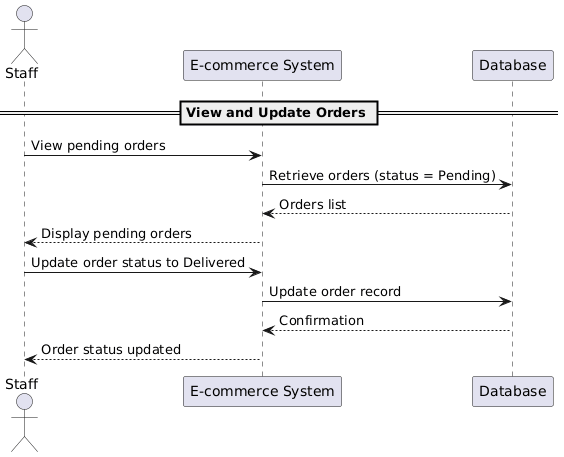 Staff
E-commerce System
Database
View and Update Orders
View pending orders
Retrieve orders (status = Pending)
Orders list
Display pending orders
Update order status to Delivered
Update order record
Confirmation
Order status updated
Staff
E-commerce System
Database